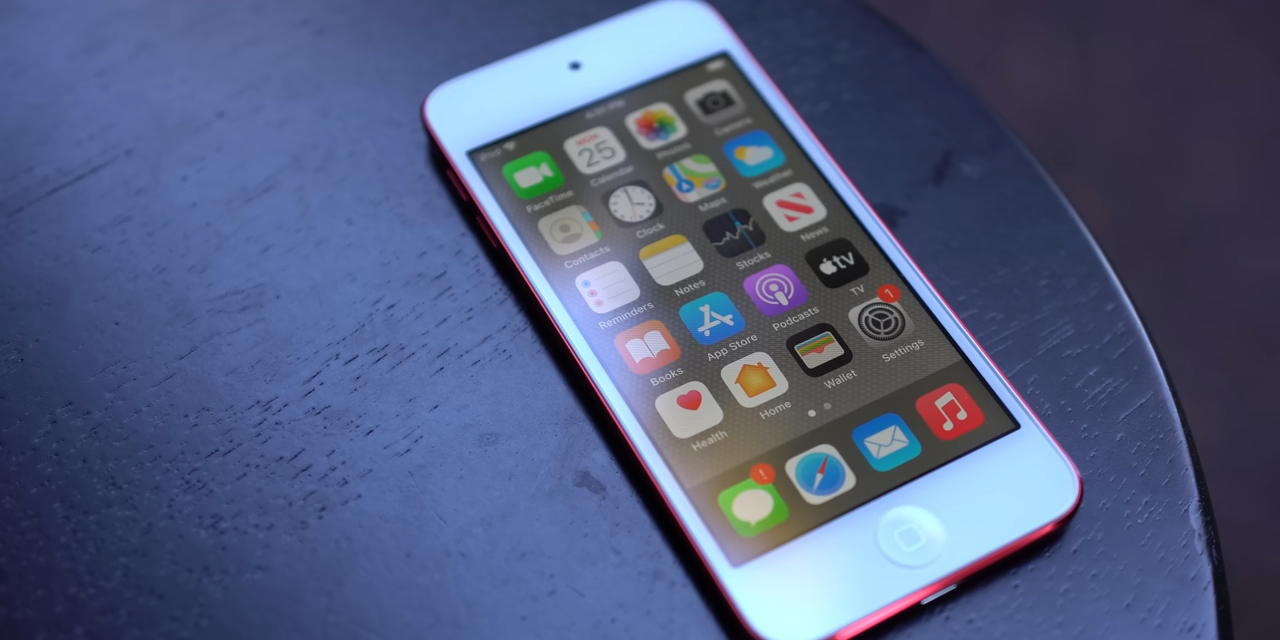 iPod
FaceTime
MON
25
Calendar
Photos
Camera
Contacts
Clock
Maps
Weather
Reminders
Notes
Stocks
News
Books
App Store
Podcasts
tv
TV
Health
Home
Wallet
1
Settings
!